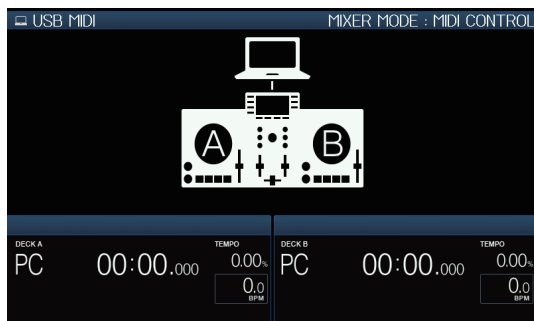 USB MIDI
MIXER MODE : MIDI CONTROL
A
B
DECK A
PC
00:00.000
TEMPO
0.00%
0.0
BPM
DECK B
PC
00:00.000
TEMPO
0.00%
0.0
BPM